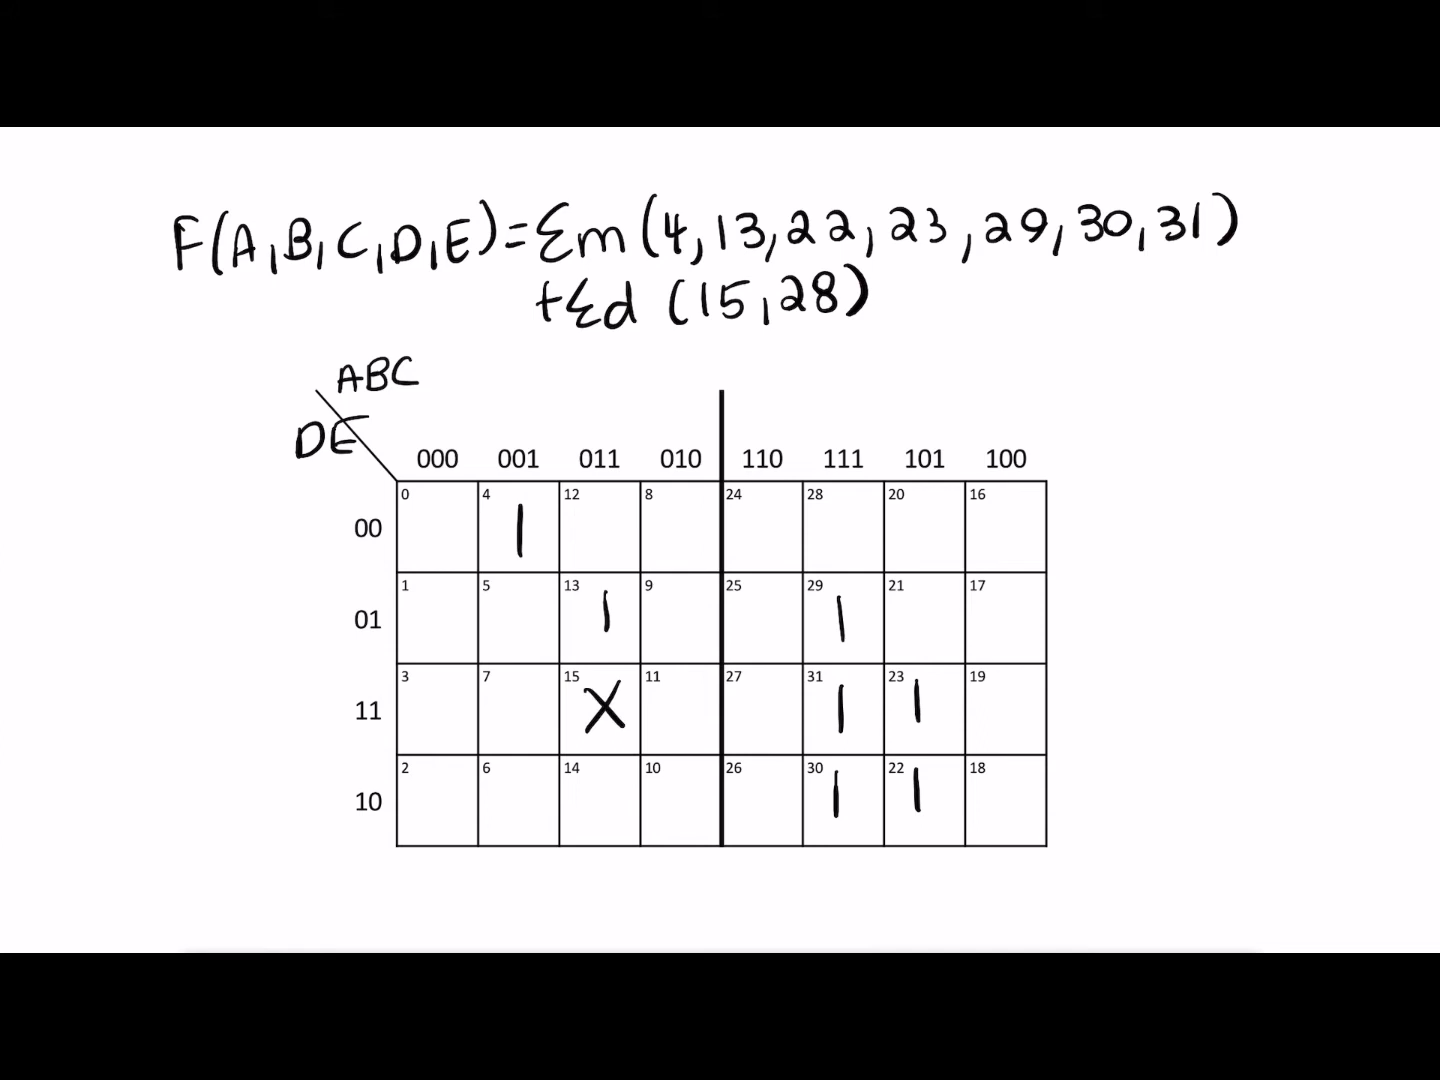 F(A,B,C,D,E)=Σm(4,13,22,23,29,30,31)
+Σd (15,28)
ABC
DE
000 001 011 010 110 111 101 100
0 4 12 8 24 28 20 16
00 1
1 5 13 9 25 29 21 17
01 1 1
3 7 15 11 27 31 23 19
11 X 1 1
2 6 14 10 26 30 22 18
10 1 1